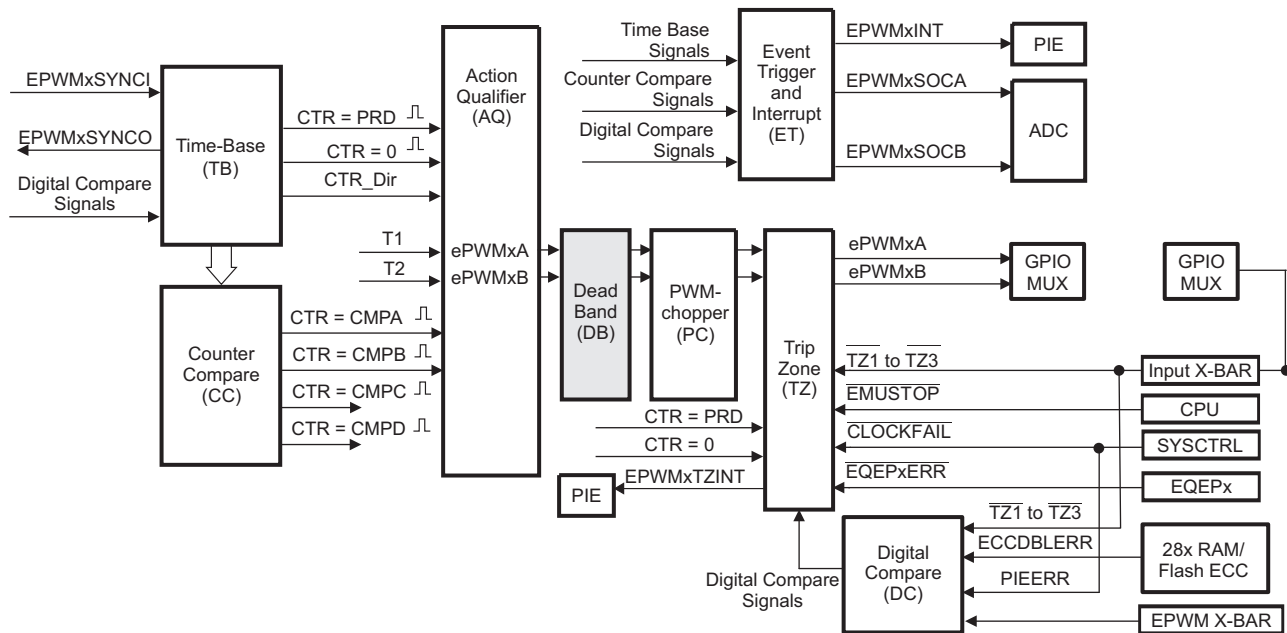 EPWMxSYNCI
EPWMxSYNCO
Digital Compare
Signals
Time-Base
(TB)
CTR = PRD
CTR = 0
CTR_Dir
T1
T2
Counter
Compare
(CC)
CTR = CMPA
CTR = CMPB
CTR = CMPC
CTR = CMPD
Action
Qualifier
(AQ)
ePWMxA
ePWMxB
Dead
Band
(DB)
PWM-
chopper
(PC)
Time Base
Signals
Counter Compare
Signals
Digital Compare
Signals
Event
Trigger
and
Interrupt
(ET)
EPWMxINT
EPWMxSOCA
EPWMxSOCB
PIE
ADC
Trip
Zone
(TZ)
ePWMxA
ePWMxB
GPIO
MUX
GPIO
MUX
TZ1 to TZ3
EMUSTOP
CLOCKFAIL
EQEPxERR
Input X-BAR
CPU
SYSCTRL
EQEPx
CTR = PRD
CTR = 0
EPWMxTZINT
PIE
Digital Compare
Signals
Digital
Compare
(DC)
TZ1 to TZ3
ECCDBLERR
PIEERR
28x RAM/
Flash ECC
EPWM X-BAR